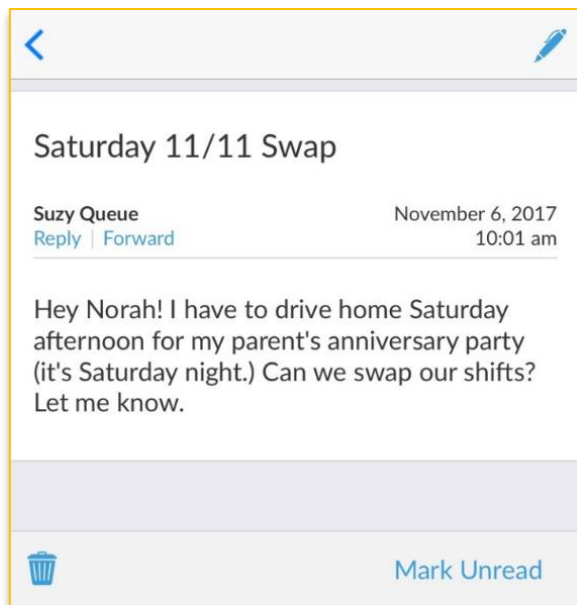 Saturday 11/11 Swap
Suzy Queue November 6, 2017
Reply | Forward 10:01 am
Hey Norah! I have to drive home Saturday
afternoon for my parent's anniversary party
(it's Saturday night.) Can we swap our shifts?
Let me know.
Mark Unread